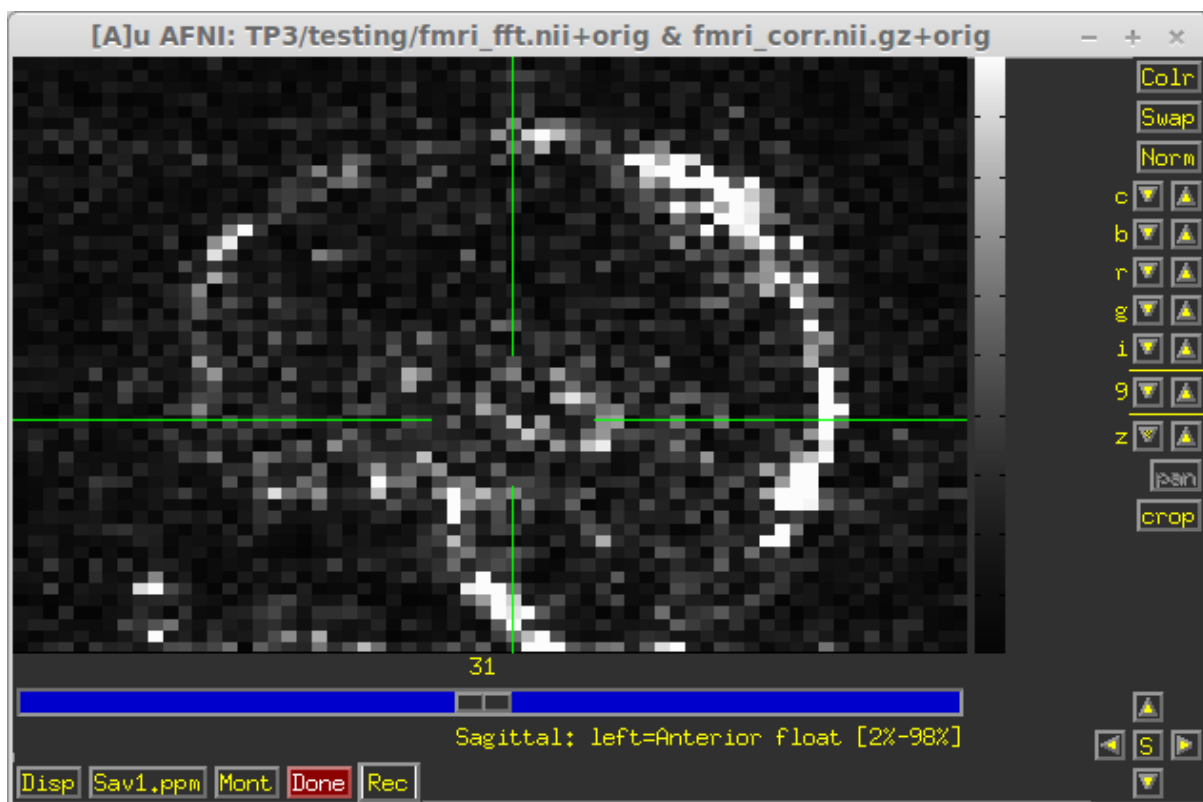 [A]u AFNI: TP3/testing/fmri_fft.nii+orig & fmri_corr.nii.gz+orig
Colr
Swap
Norm
c
b
r
g
i
9
z
pan
crop
31
Sagittal: left=Anterior float [2%-98%]
S
Disp Sav1.ppm Mont Done Rec